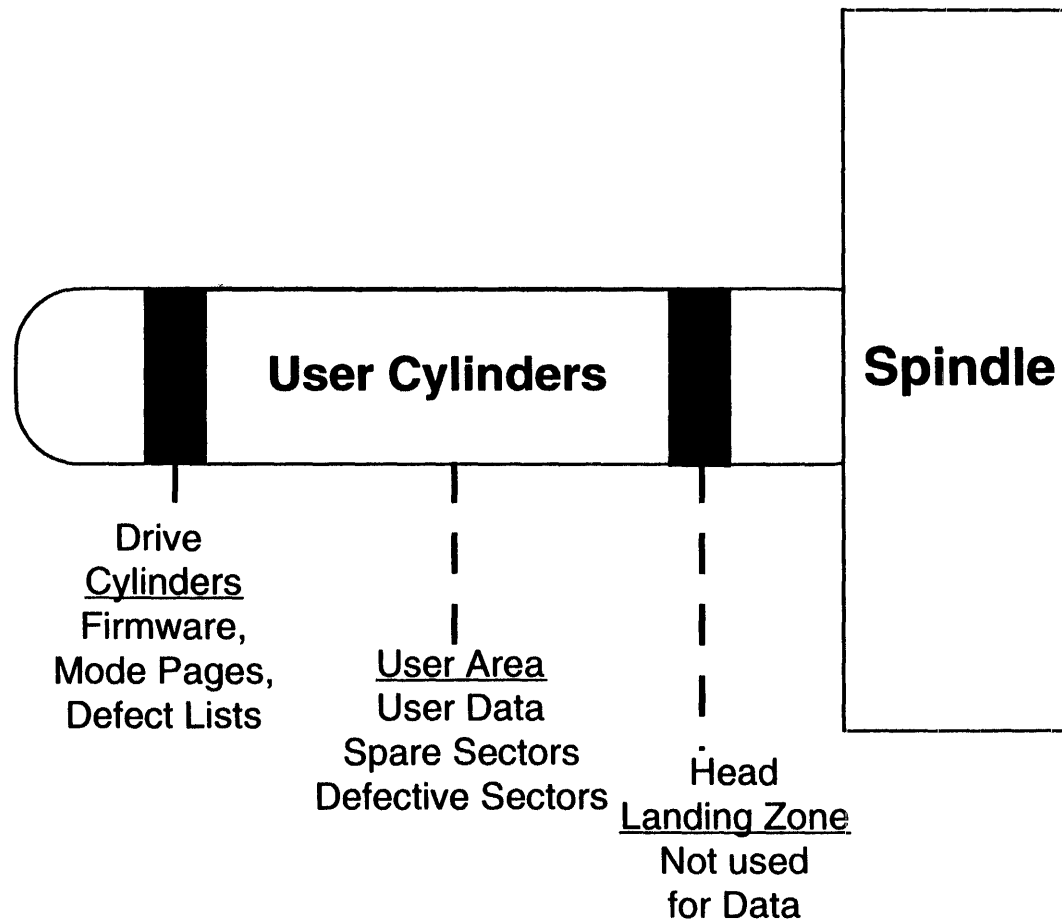 User Cylinders
Spindle
Drive
Cylinders
Firmware,
Mode Pages,
Defect Lists
User Area
User Data
Spare Sectors
Defective Sectors
Head
Landing Zone
Not used
for Data